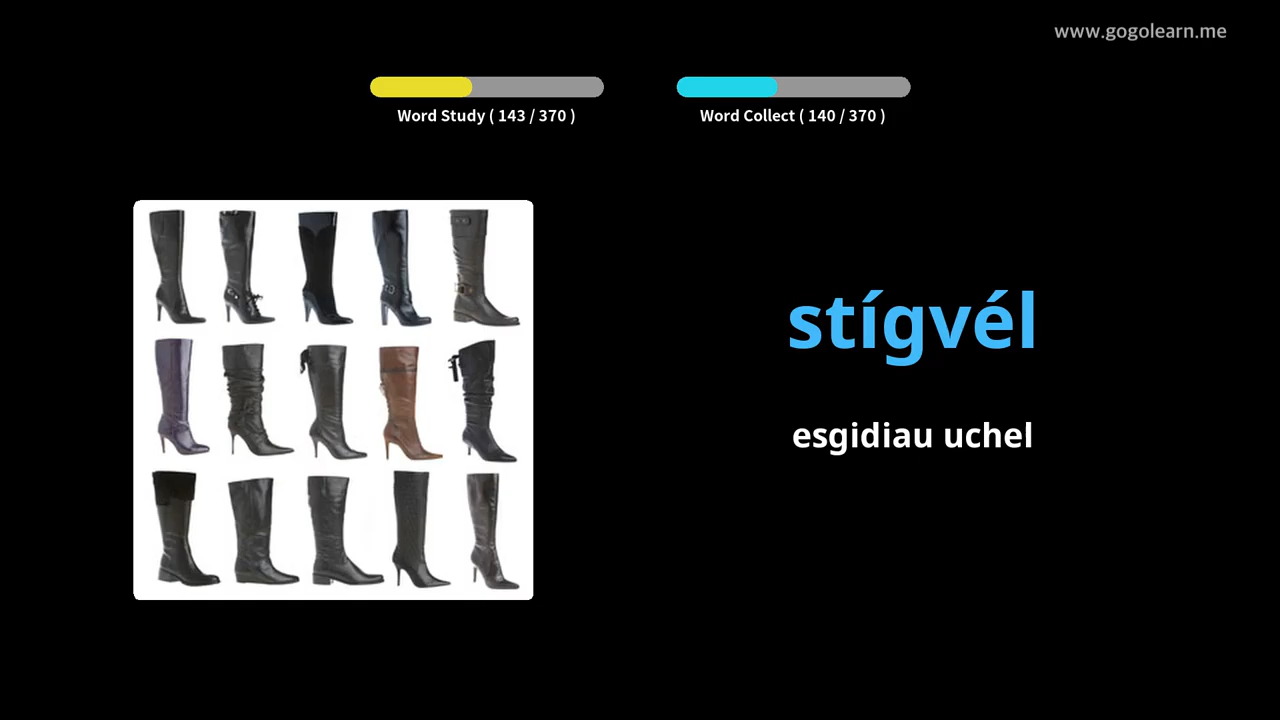 www.gogolearn.me
Word Study ( 143 / 370 )
Word Collect ( 140 / 370 )
stígvél
esgidiau uchel